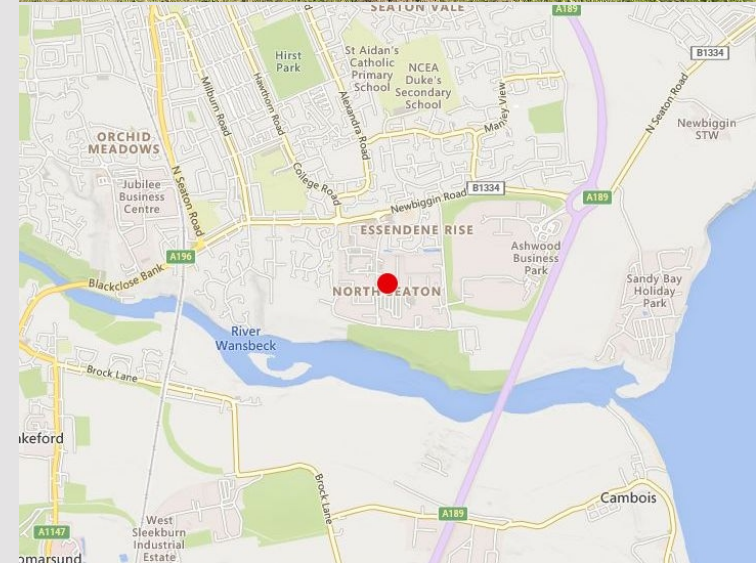 SEATON VALE
A189
B1334
Hirst
Park
St Aidan's
Catholic
Primary
School
NCEA
Duke's
Secondary
School
Milburn Road
Hawthorn Road
Alexandra Road
Manley View
N Seaton Road
Newbiggin
STW
ORCHID
MEADOWS
N Seaton Road
College Road
Jubilee
Business
Centre
B1334
Newbiggin Road
A189
ESSENDENE RISE
Ashwood
Business
Park
A196
Blackclose Bank
NORTH SEATON
Sandy Bay
Holiday
Park
River
Wansbeck
Brock Lane
akeford
Brock Lane
Cambois
A189
A1147
West
Sleekburn
Industrial
Estate
omarsund